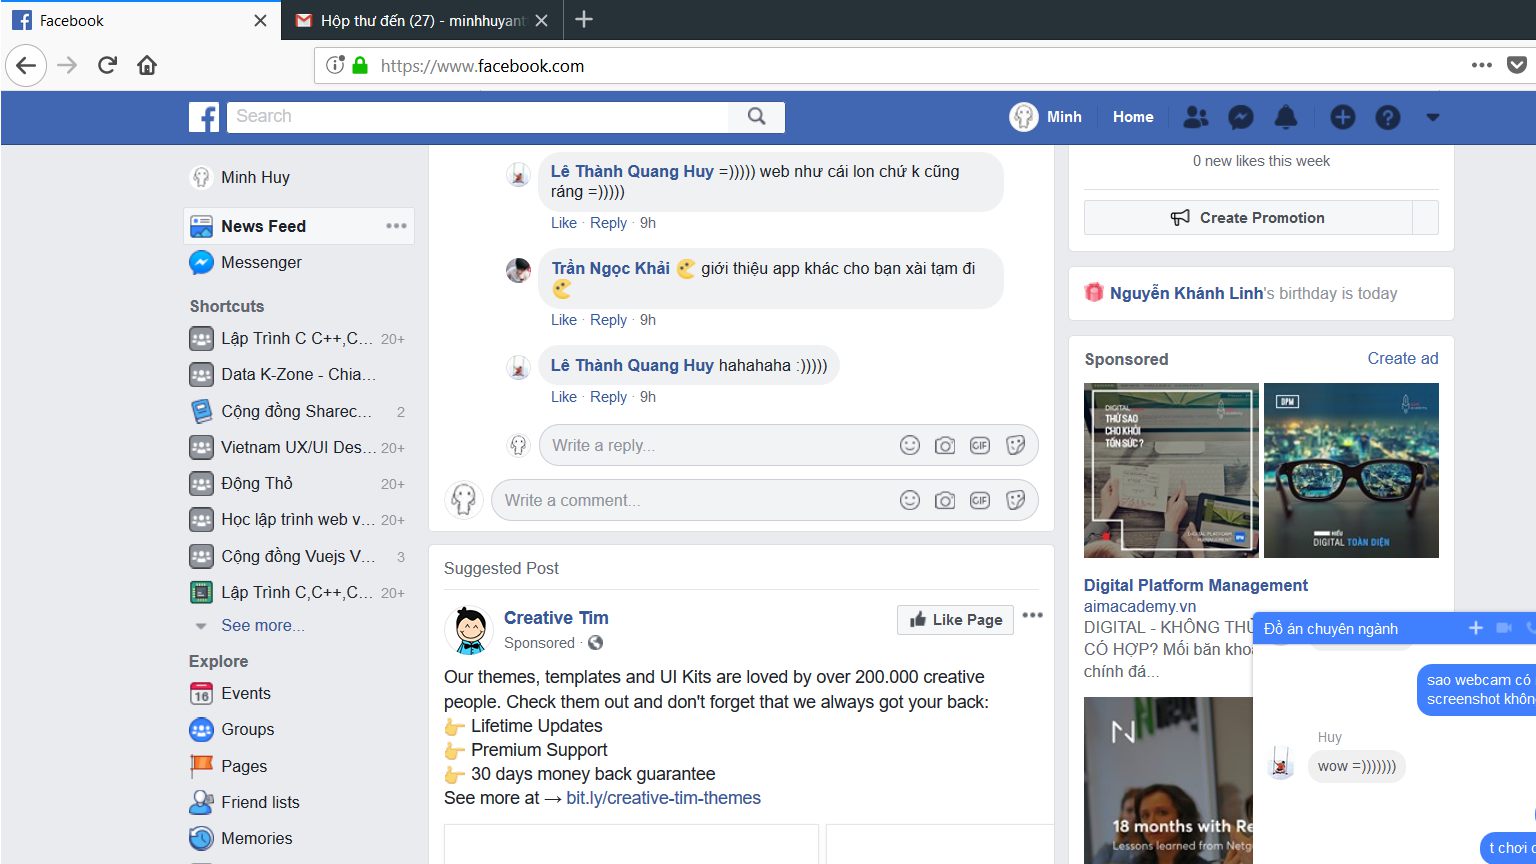 Facebook
Hộp thư đến (27) - minhhuyan
https://www.facebook.com
Search
Minh
Home
Minh Huy
News Feed
Messenger
Shortcuts
Lập Trình C C++,C... 20+
Data K-Zone - Chia...
Cộng đồng Sharec... 2
Vietnam UX/UI Des... 20+
Động Thỏ 20+
Học lập trình web v... 20+
Cộng đồng Vuejs V... 3
Lập Trình C,C++,C... 20+
See more...
Explore
Events
Groups
Pages
Friend lists
Memories
Lê Thành Quang Huy =))))) web như cái lon chứ k cũng
ráng =)))))
Like · Reply · 9h
Trần Ngọc Khải giới thiệu app khác cho bạn xài tạm đi
Like · Reply · 9h
Lê Thành Quang Huy hahahaha :)))))
Like · Reply · 9h
Write a reply...
GIF
Write a comment...
GIF
Suggested Post
Creative Tim
Sponsored ·
Like Page
Our themes, templates and UI Kits are loved by over 200.000 creative
people. Check them out and don't forget that we always got your back:
👉 Lifetime Updates
👉 Premium Support
👉 30 days money back guarantee
See more at → bit.ly/creative-tim-themes
0 new likes this week
Create Promotion
Nguyễn Khánh Linh's birthday is today
Sponsored
Create ad
DIGITAL
THỨ SAO
CHO KHỎI
TỐN SỨC ?
DIGITAL PLATFORM
MANAGEMENT
DPM
HIỂU
DIGITAL TOÀN DIỆN
Digital Platform Management
aimacademy.vn
DIGITAL - KHÔNG THỬ
CÓ HỢP? Mỗi băn khoă
chính đá...
18 months with Re
Lessons learned from Netg
Đồ án chuyên ngành
sao webcam có
screenshot khôn
Huy
wow =)))))))
t chơi